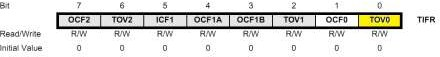 Bit 7 6 5 4 3 2 1 0
OCF2 TOV2 ICF1 OCF1A OCF1B TOV1 OCF0 TOV0 TIFR
Read/Write R/W R/W R/W R/W R/W R/W R/W R/W
Initial Value 0 0 0 0 0 0 0 0